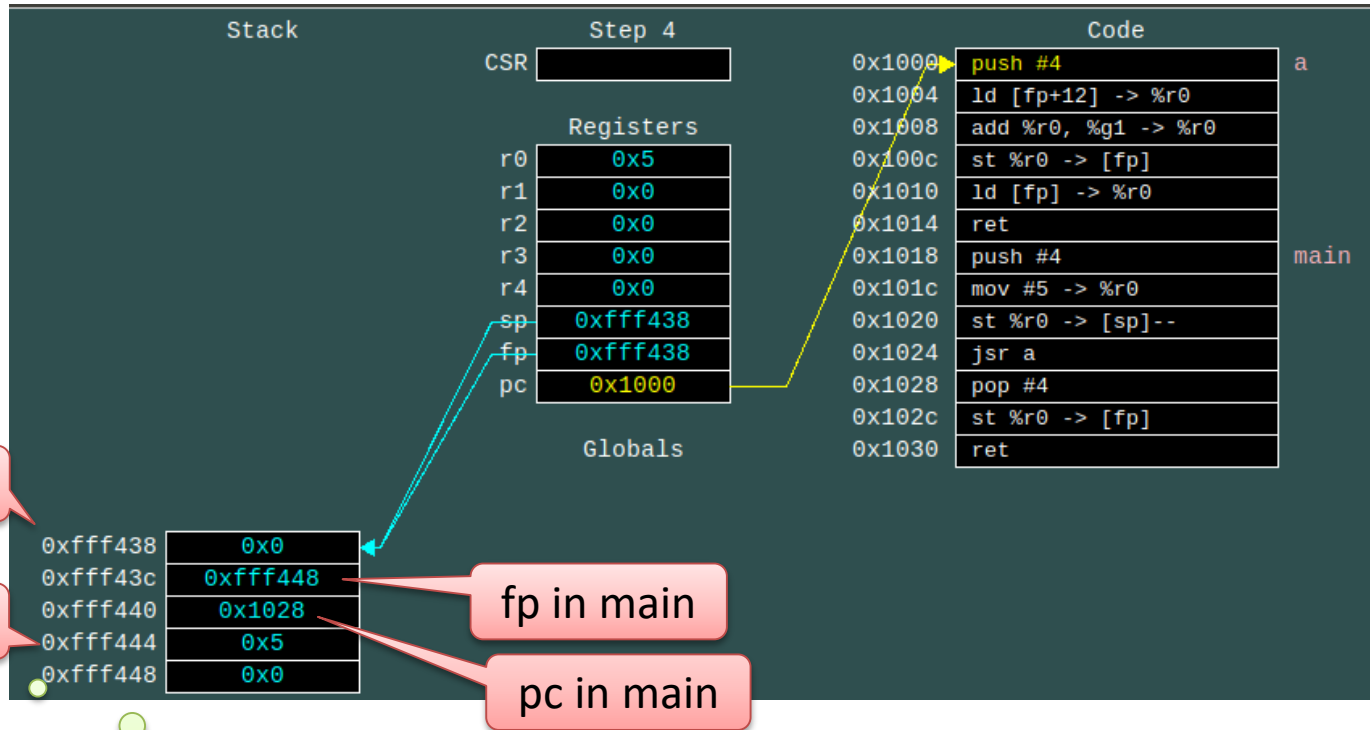 Stack Step 4 Code
CSR
0x1000 push #4 a
0x1004 ld [fp+12] -> %r0
Registers 0x1008 add %r0, %g1 -> %r0
r0 0x5 0x100c st %r0 -> [fp]
r1 0x0 0x1010 ld [fp] -> %r0
r2 0x0 0x1014 ret
r3 0x0 0x1018 push #4 main
r4 0x0 0x101c mov #5 -> %r0
sp 0xfff438 0x1020 st %r0 -> [sp]--
fp 0xfff438 0x1024 jsr a
pc 0x1000 0x1028 pop #4
0x102c st %r0 -> [fp]
Globals 0x1030 ret
0xfff438 0x0
0xfff43c 0xfff448
fp in main
0xfff440 0x1028
0xfff444 0x5
0xfff448 0x0
pc in main